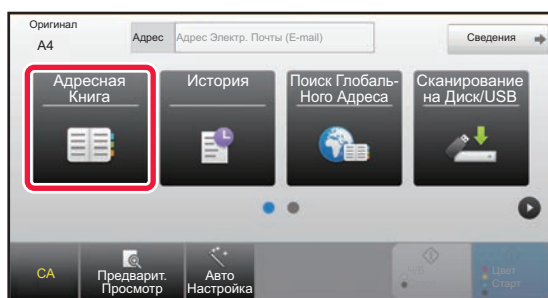 Оригинал
A4
Адрес
Адрес Электр. Почты (E-mail)
Сведения
Адресная
Книга
История
Поиск Глобаль-
Ного Адреса
Сканирование
на Диск/USB
CA
Предварит.
Просмотр
Авто
Настройка
Ч/Б
Старт
Цвет
Старт